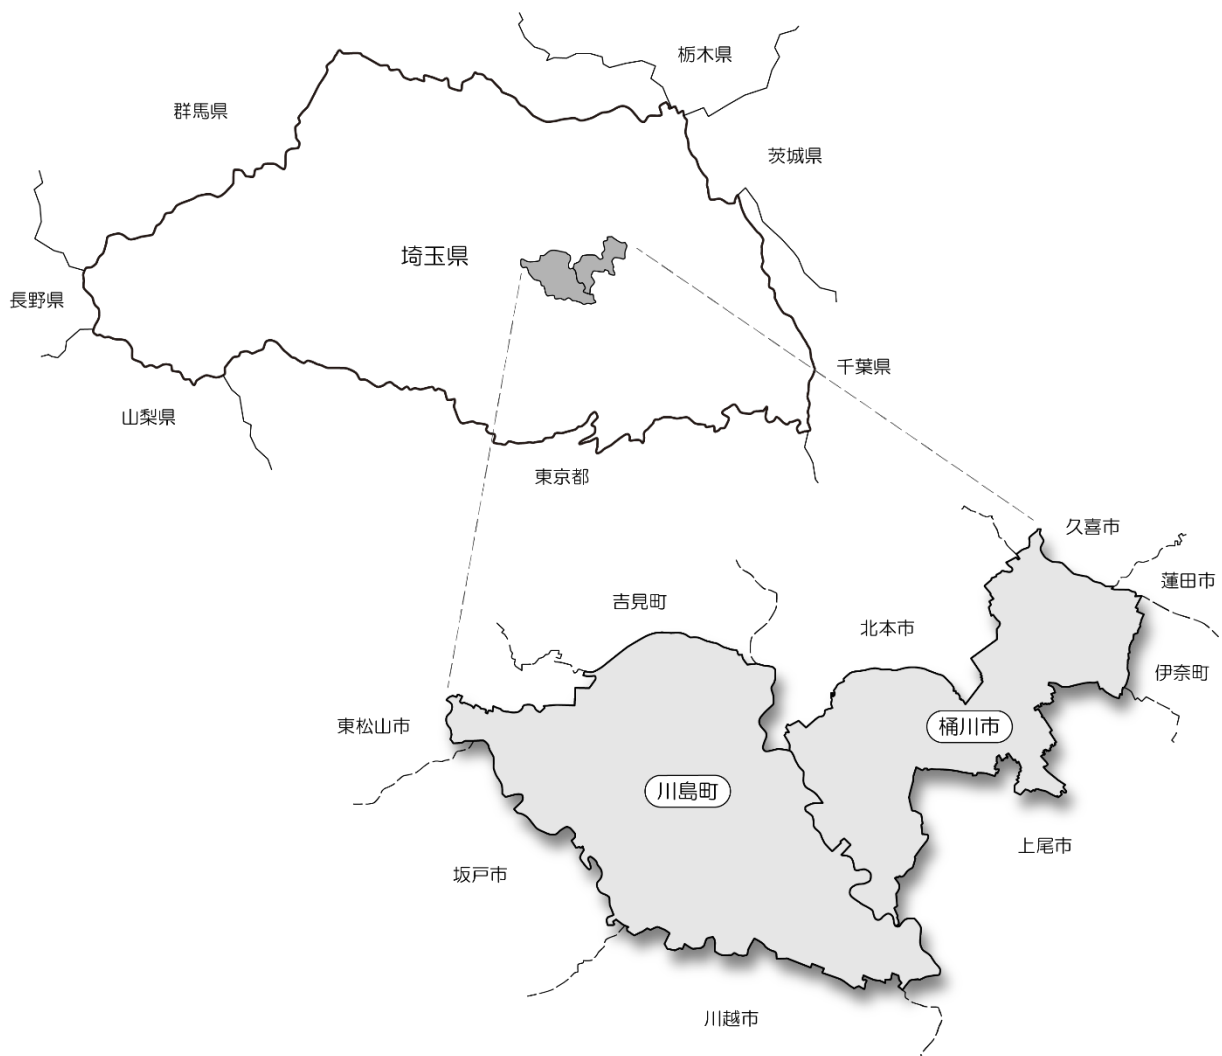 栃木県
群馬県
茨城県
埼玉県
長野県
千葉県
山梨県
東京都
久喜市
蓮田市
吉見町
北本市
伊奈町
東松山市
桶川市
川島町
上尾市
坂戸市
川越市